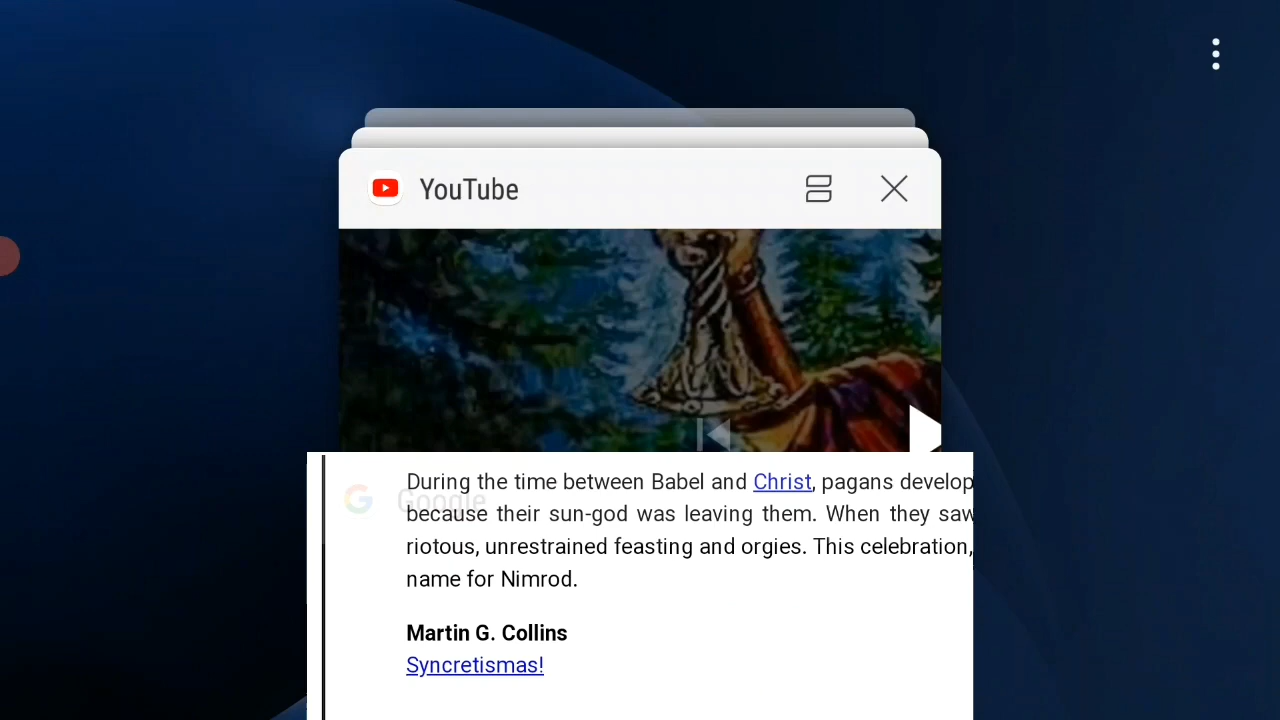 YouTube
Google
During the time between Babel and Christ, pagans develop
because their sun-god was leaving them. When they saw
riotous, unrestrained feasting and orgies. This celebration,
name for Nimrod.
Martin G. Collins
Syncretismas!